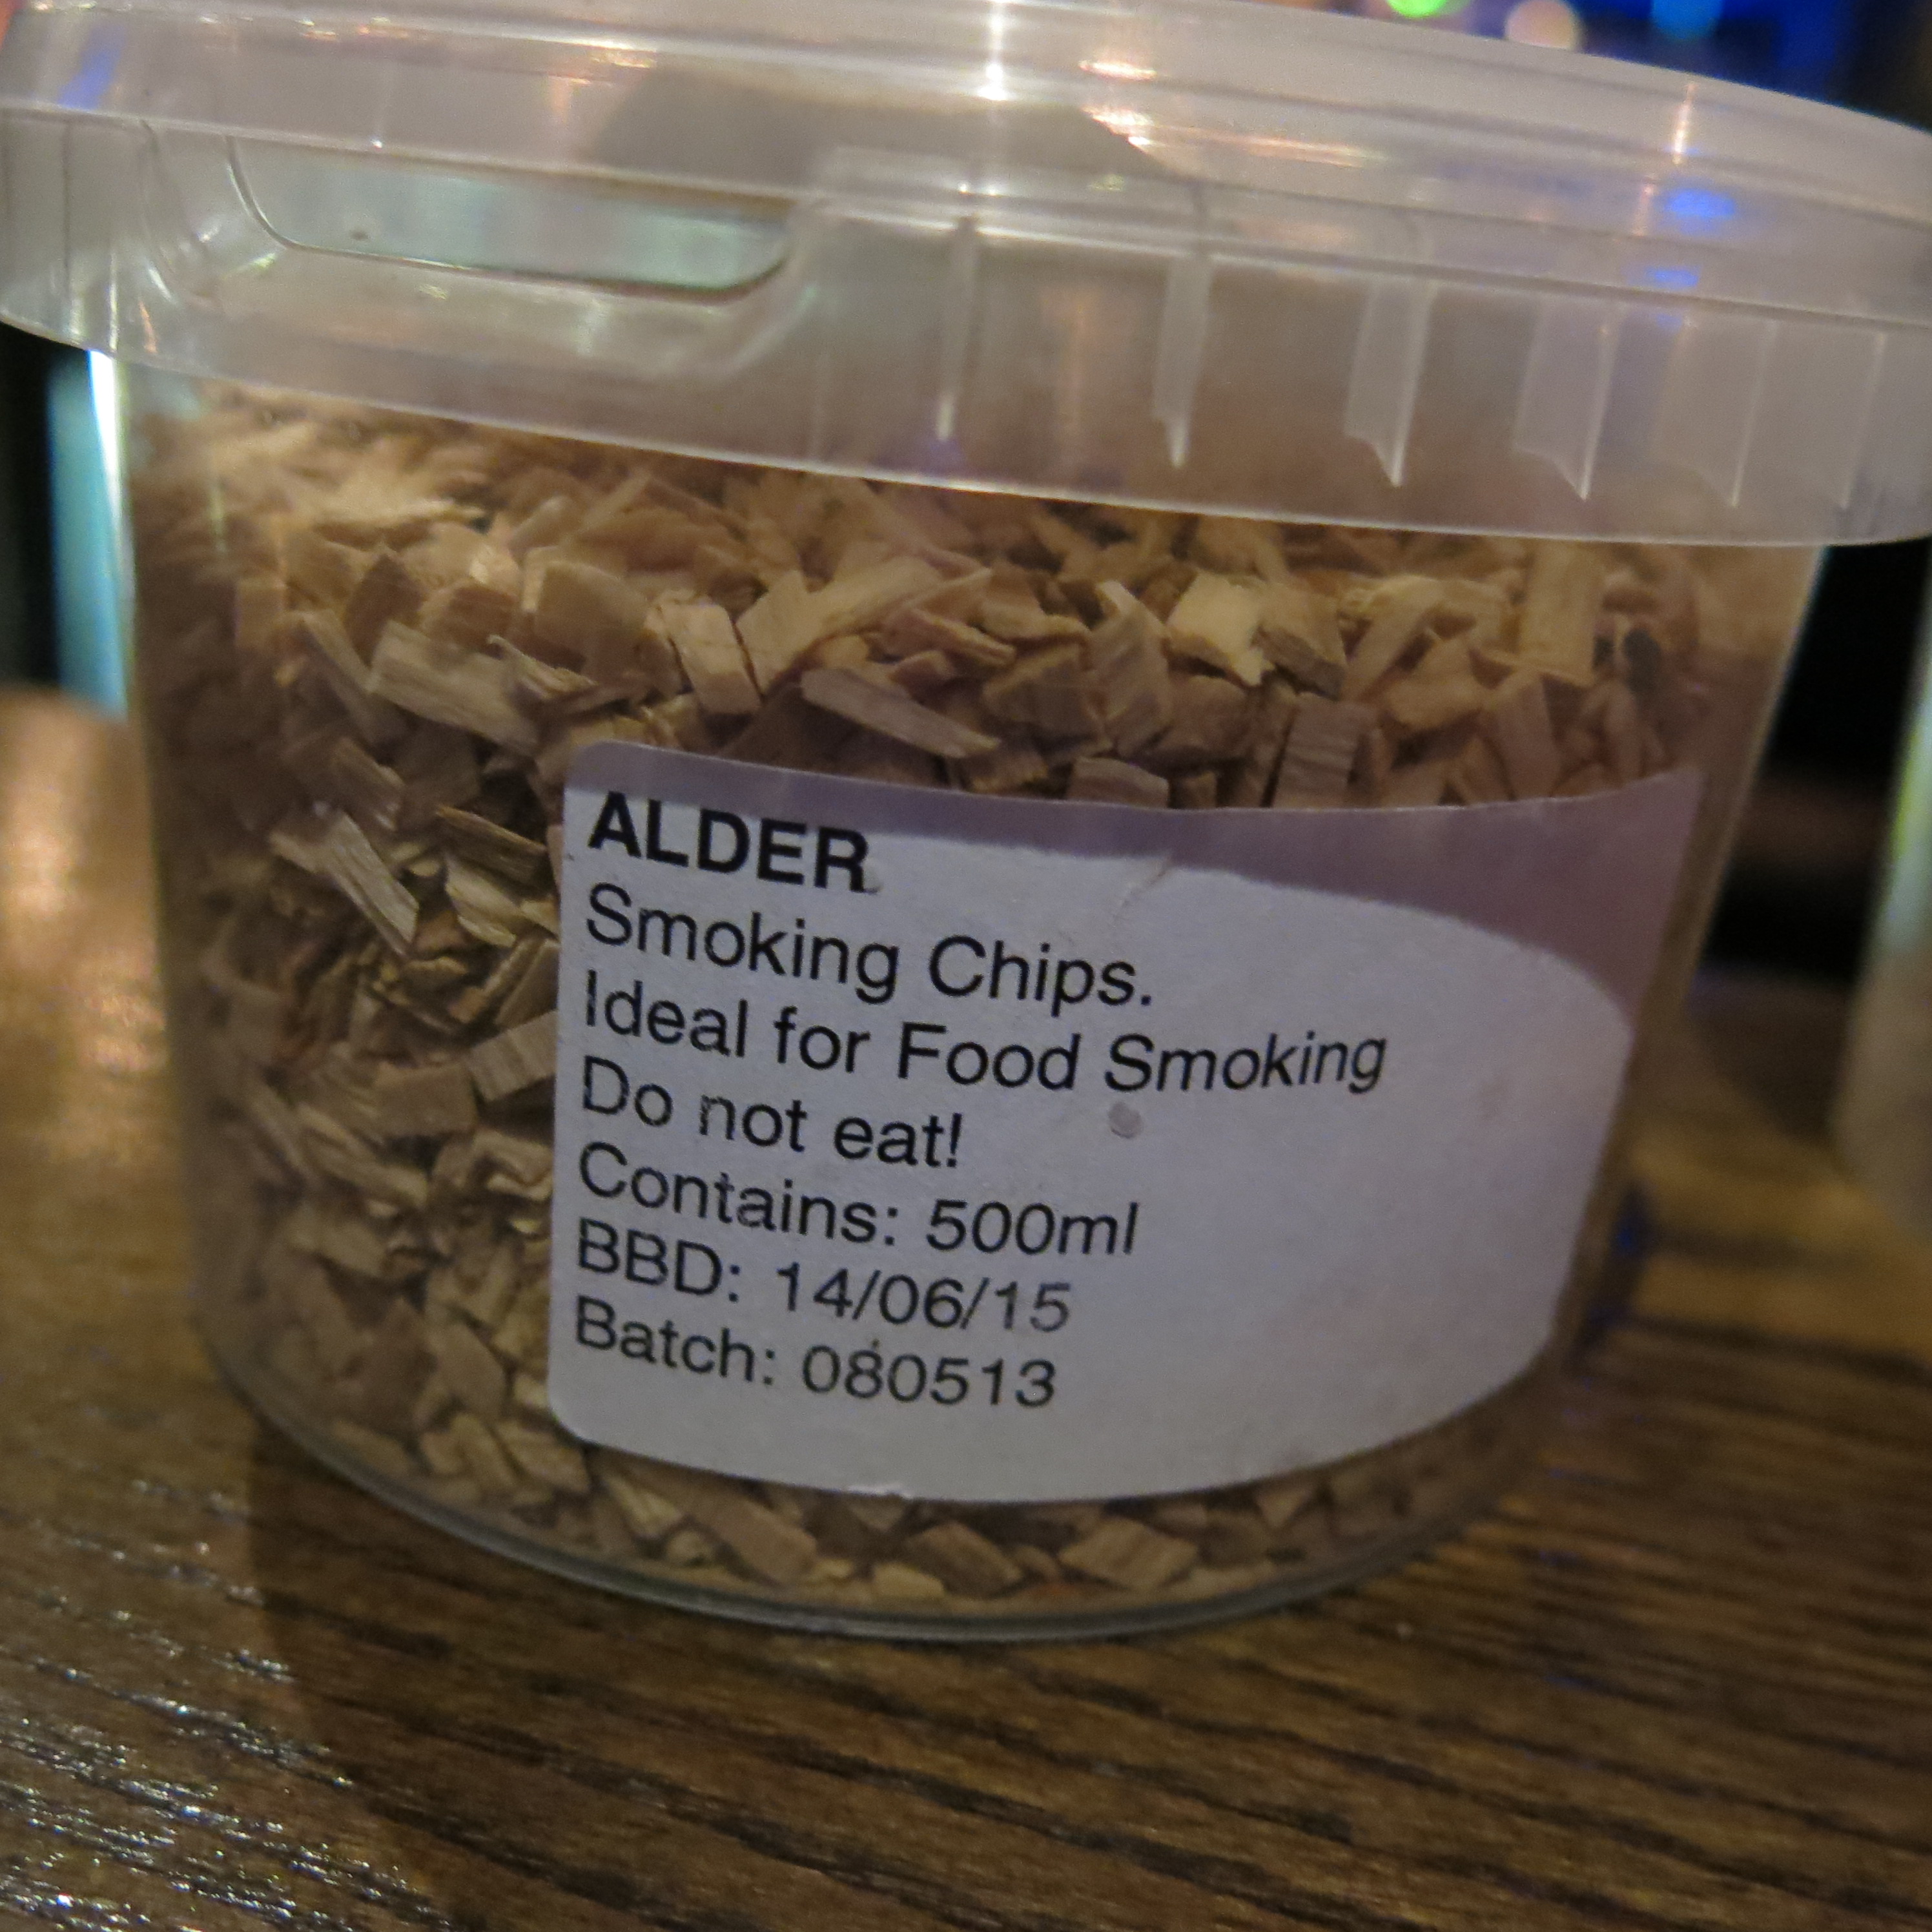 ALDER
Smoking Chips.
Ideal for Food Smoking
Do not eat!
Contains: 500ml
BBD: 14/06/15
Batch: 080513